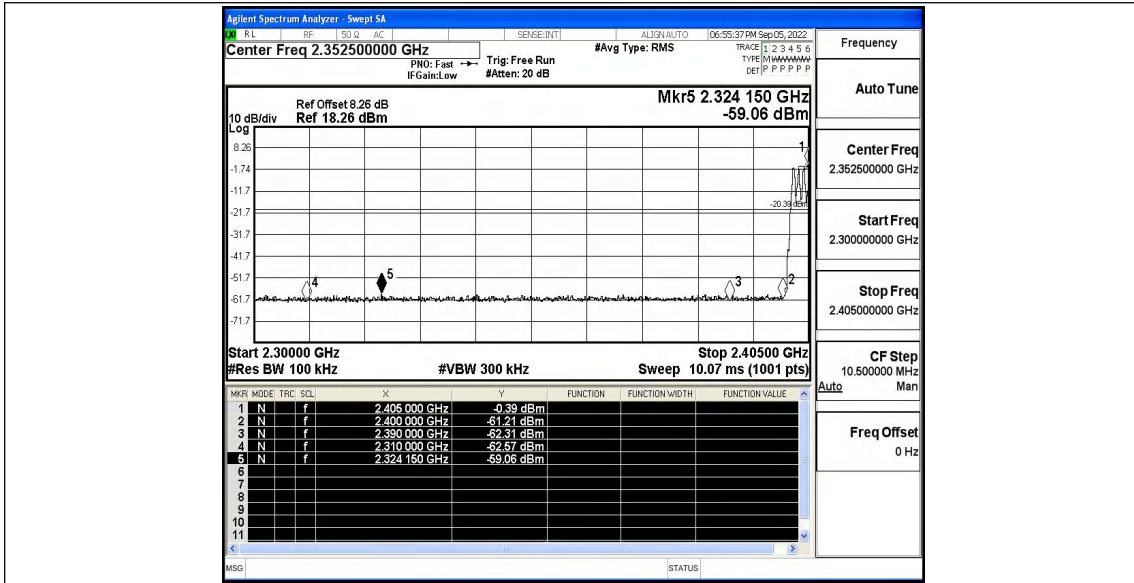 Agilent Spectrum Analyzer - Swept SA
LXI RL RF 50 Ω AC SENSE:INT ALIGN AUTO 06:55:37 PM Sep 05, 2022
Center Freq 2.352500000 GHz #Avg Type: RMS TRACE 1 2 3 4 5 6
PNO: Fast Trig: Free Run TYPE M WWWWW
IFGain:Low #Atten: 20 dB DET P P P P P P
Mkr5 2.324 150 GHz
-59.06 dBm
Ref Offset 8.26 dB
10 dB/div Ref 18.26 dBm
Log
8.26
-1.74
-11.7
-21.7
-31.7
-41.7
-51.7
-61.7
-71.7
1
-20.39 dBm
4
5
3
2
Start 2.30000 GHz Stop 2.40500 GHz
#Res BW 100 kHz #VBW 300 kHz Sweep 10.07 ms (1001 pts)
MKR MODE TRC SCL X Y FUNCTION FUNCTION WIDTH FUNCTION VALUE
1 N f 2.405 000 GHz -0.39 dBm
2 N f 2.400 000 GHz -61.21 dBm
3 N f 2.390 000 GHz -62.31 dBm
4 N f 2.310 000 GHz -62.57 dBm
5 N f 2.324 150 GHz -59.06 dBm
6
7
8
9
10
11
MSG STATUS
Frequency
Auto Tune
Center Freq
2.352500000 GHz
Start Freq
2.300000000 GHz
Stop Freq
2.405000000 GHz
CF Step
10.500000 MHz
Auto Man
Freq Offset
0 Hz